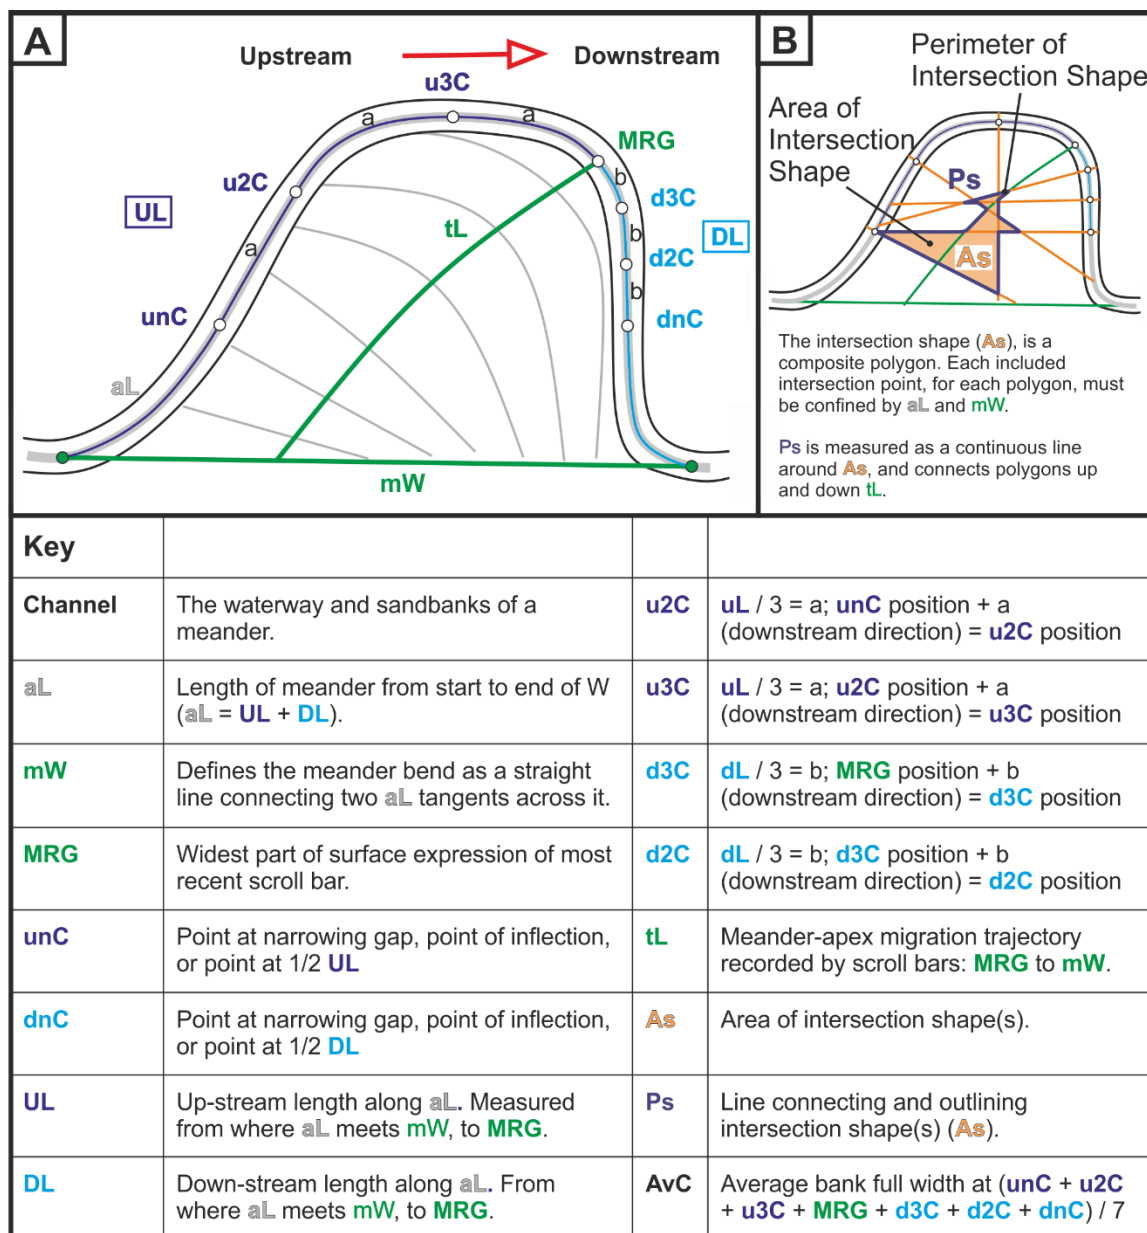 A
Upstream
Downstream
u3C
a
a
MRG
b
u2C
d3C
UL
tL
b
DL
a
d2C
b
unC
dnC
aL
mW
B
Perimeter of
Intersection Shape
Area of
Intersection
Shape
Ps
As
The intersection shape (As), is a
composite polygon. Each included
intersection point, for each polygon, must
be confined by aL and mW.
Ps is measured as a continuous line
around As, and connects polygons up
and down tL.
Key
Channel
The waterway and sandbanks of a
meander.
u2C
uL / 3 = a; unC position + a
(downstream direction) = u2C position
aL
Length of meander from start to end of W
(aL = UL + DL).
u3C
uL / 3 = a; u2C position + a
(downstream direction) = u3C position
mW
Defines the meander bend as a straight
line connecting two aL tangents across it.
d3C
dL / 3 = b; MRG position + b
(downstream direction) = d3C position
MRG
Widest part of surface expression of most
recent scroll bar.
d2C
dL / 3 = b; d3C position + b
(downstream direction) = d2C position
unC
Point at narrowing gap, point of inflection,
or point at 1/2 UL
tL
Meander-apex migration trajectory
recorded by scroll bars: MRG to mW.
dnC
Point at narrowing gap, point of inflection,
or point at 1/2 DL
As
Area of intersection shape(s).
UL
Up-stream length along aL. Measured
from where aL meets mW, to MRG.
Ps
Line connecting and outlining
intersection shape(s) (As).
DL
Down-stream length along aL. From
where aL meets mW, to MRG.
AvC
Average bank full width at (unC + u2C
+ u3C + MRG + d3C + d2C + dnC) / 7